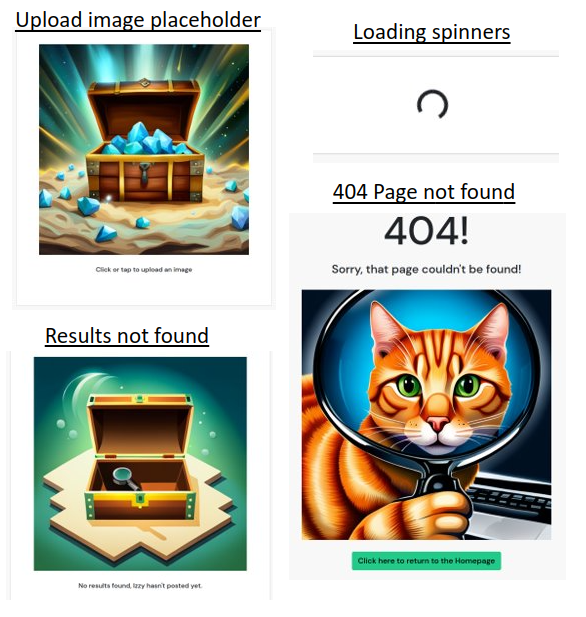 Upload image placeholder
Click or tap to upload an image
Results not found
No results found, Izzy hasn't posted yet.
Loading spinners
404 Page not found
404!
Sorry, that page couldn't be found!
Click here to return to the Homepage